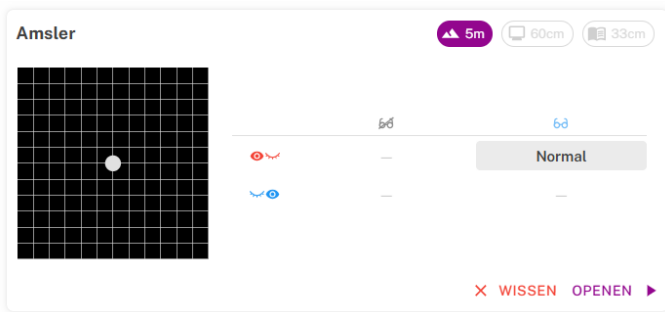 Amsler
5m
60cm
33cm
— Normal
— —
WISSEN OPENEN